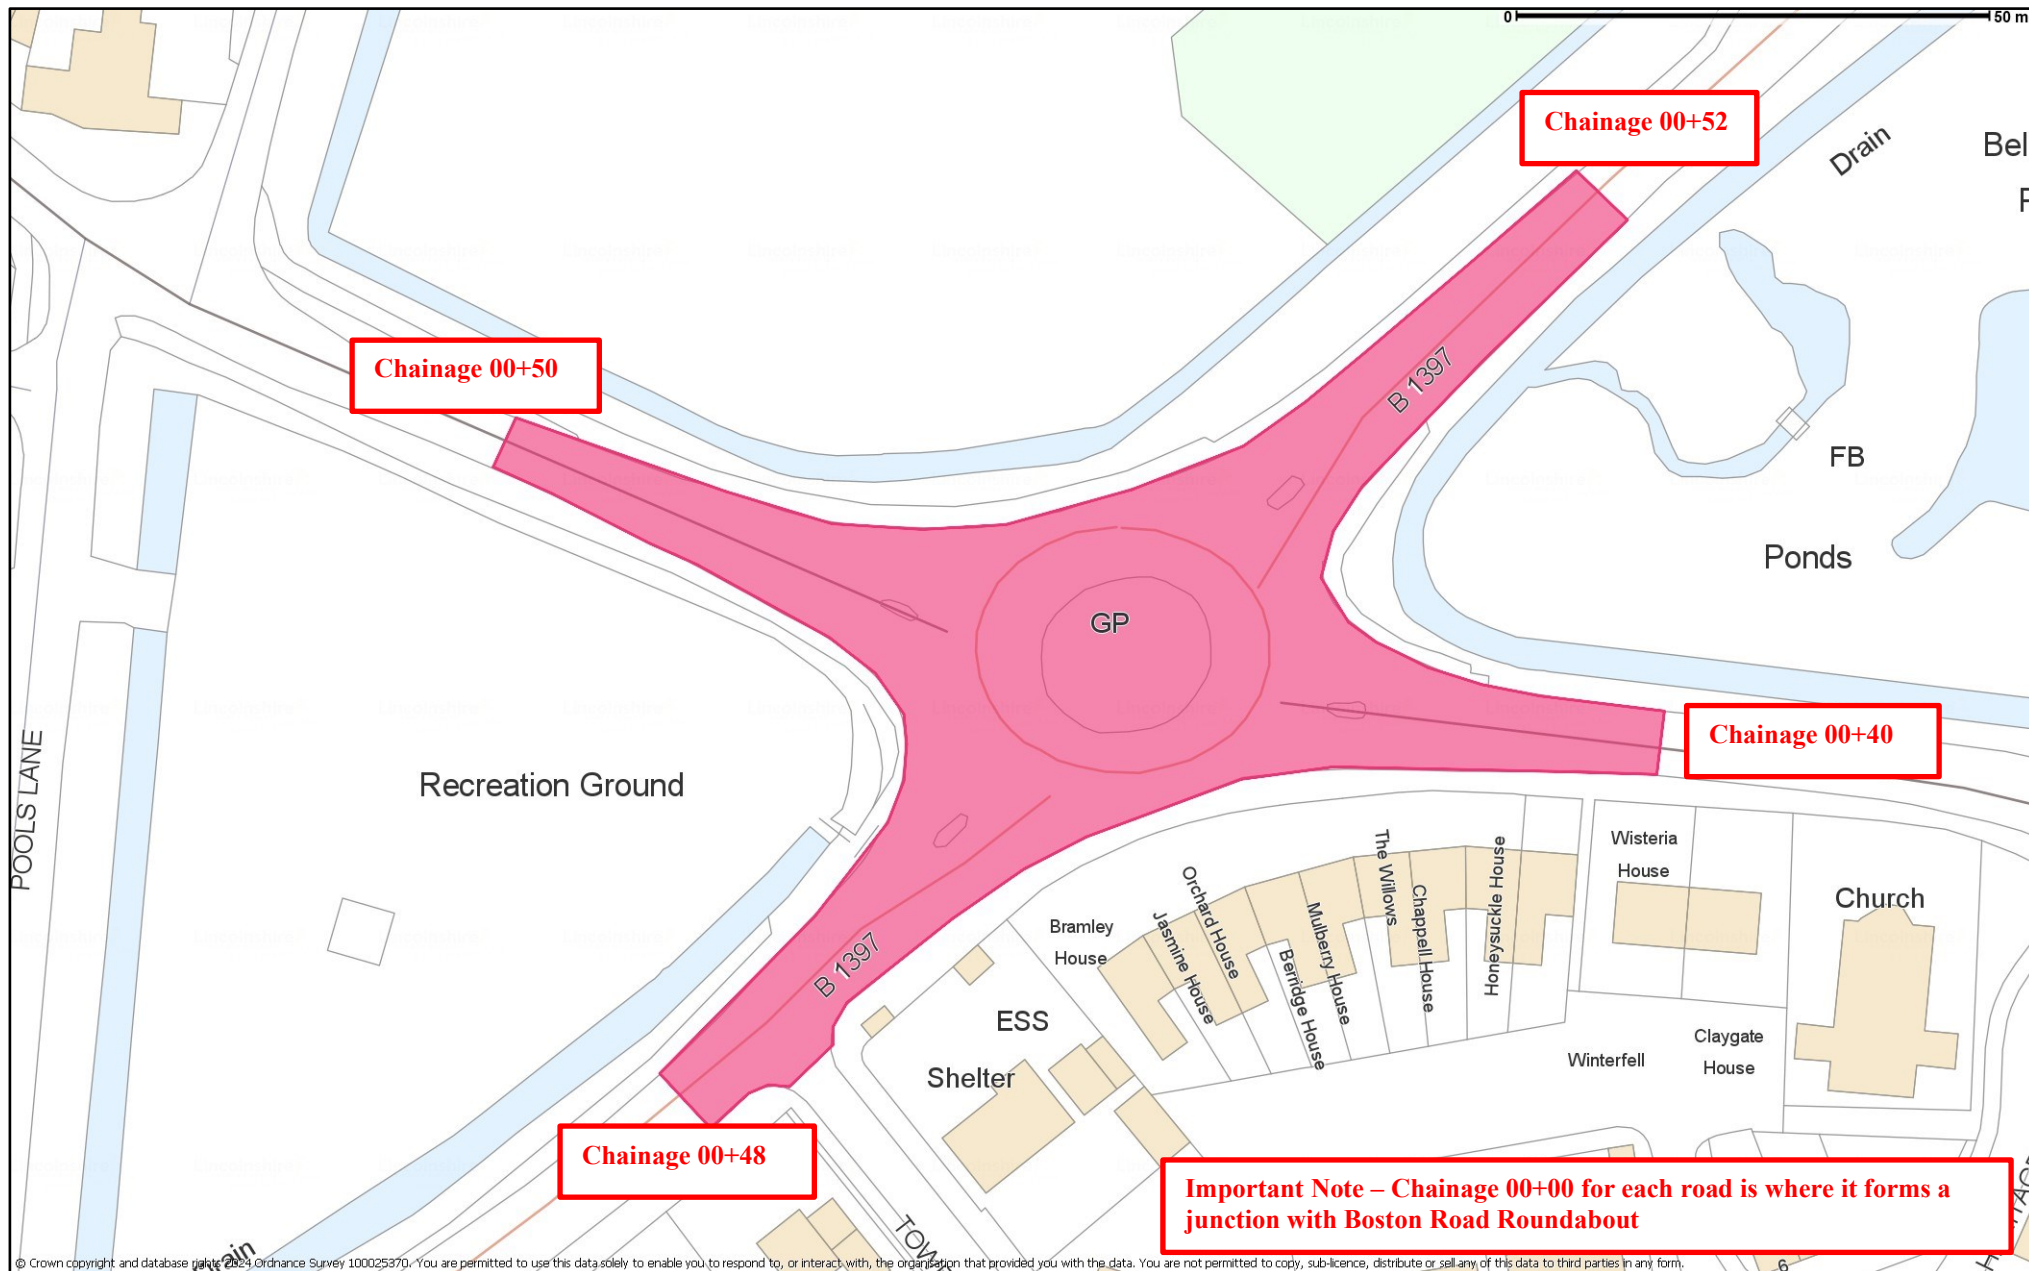 0
50 m
Chainage 00+52
Drain
Bel
Chainage 00+50
B 1397
FB
Ponds
GP
Chainage 00+40
POOLS LANE
Recreation Ground
Wisteria
House
Church
The Willows
Honeysuckle House
Orchard House
Chappell House
Bramley
House
Jasmine House
Mulberry House
Berridge House
B 1397
ESS
Shelter
Claygate
House
Winterfell
Chainage 00+48
Important Note – Chainage 00+00 for each road is where it forms a
junction with Boston Road Roundabout
TOW
6
© Crown copyright and database rights 2024 Ordnance Survey 100025370. You are permitted to use this data solely to enable you to respond to, or interact with, the organisation that provided you with the data. You are not permitted to copy, sub-licence, distribute or sell any of this data to third parties in any form.